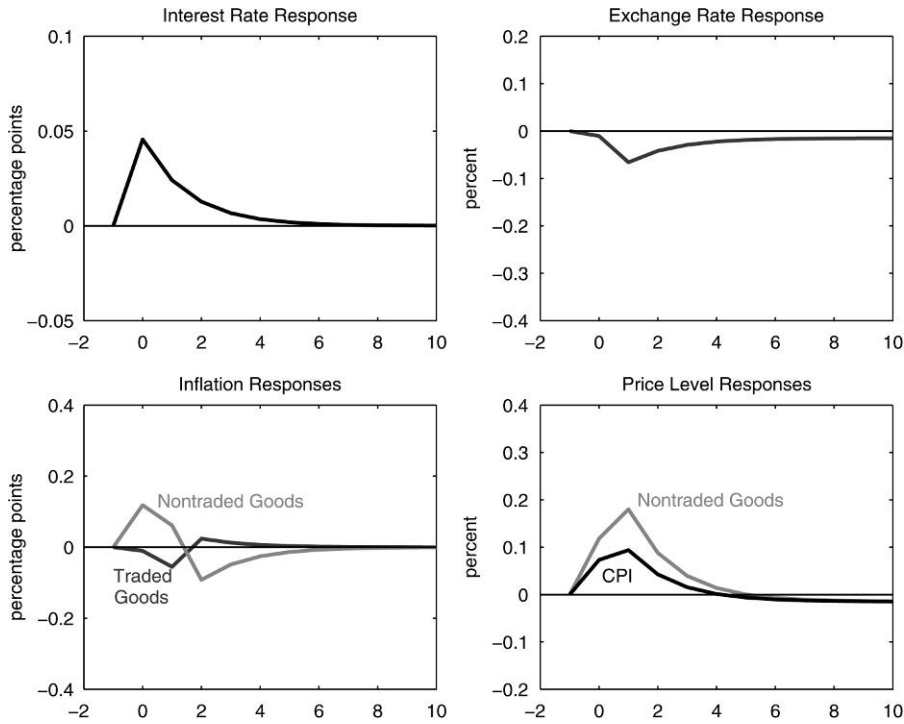 Interest Rate Response
0.1
0.05
0
−0.05
percentage points
−2 0 2 4 6 8 10
Exchange Rate Response
0.2
0.1
0
−0.1
−0.2
−0.3
−0.4
percent
−2 0 2 4 6 8 10
Inflation Responses
0.4
0.2
0
−0.2
−0.4
percentage points
Nontraded Goods
Traded
Goods
−2 0 2 4 6 8 10
Price Level Responses
0.4
0.3
0.2
0.1
0
−0.1
−0.2
percent
Nontraded Goods
CPI
−2 0 2 4 6 8 10